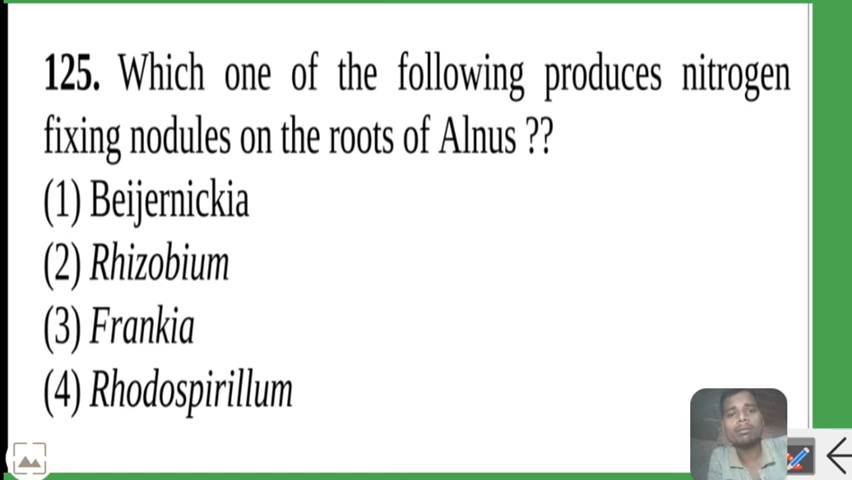 125. Which one of the following produces nitrogen
fixing nodules on the roots of Alnus ??
(1) Beijernickia
(2) Rhizobium
(3) Frankia
(4) Rhodospirillum